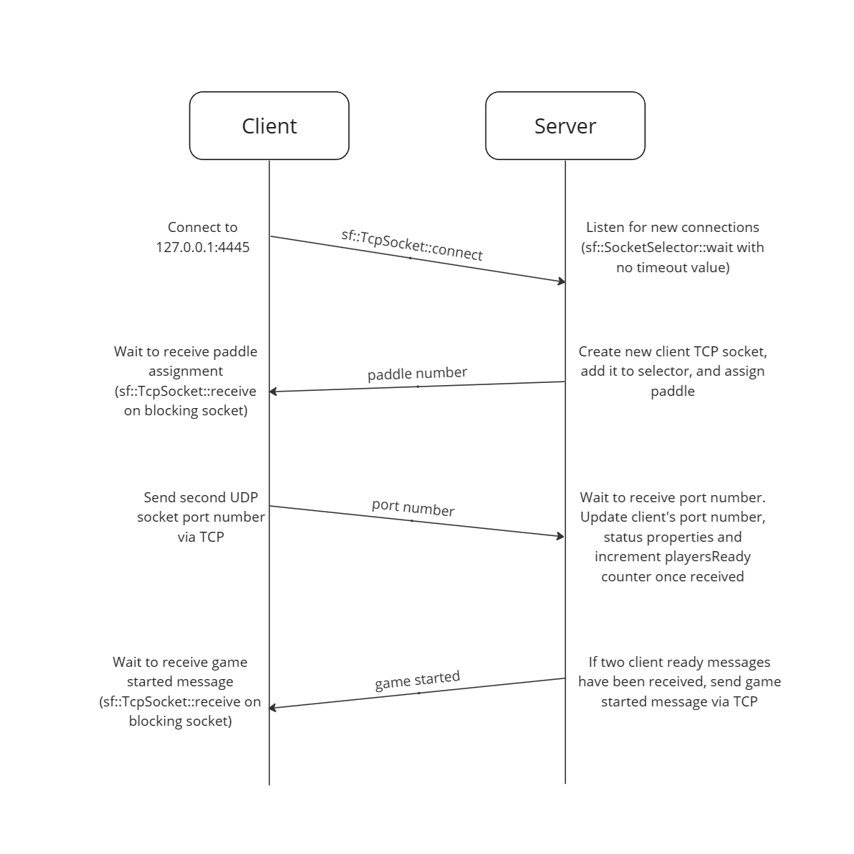 Client
Server
Connect to
127.0.0.1:4445
sf::TcpSocket::connect
Listen for new connections
(sf::SocketSelector::wait with
no timeout value)
Wait to receive paddle
assignment
(sf::TcpSocket::receive
on blocking socket)
paddle number
Create new client TCP socket,
add it to selector, and assign
paddle
Send second UDP
socket port number
via TCP
port number
Wait to receive port number.
Update client's port number,
status properties and
increment playersReady
counter once received
Wait to receive game
started message
(sf::TcpSocket::receive on
blocking socket)
game started
If two client ready messages
have been received, send game
started message via TCP